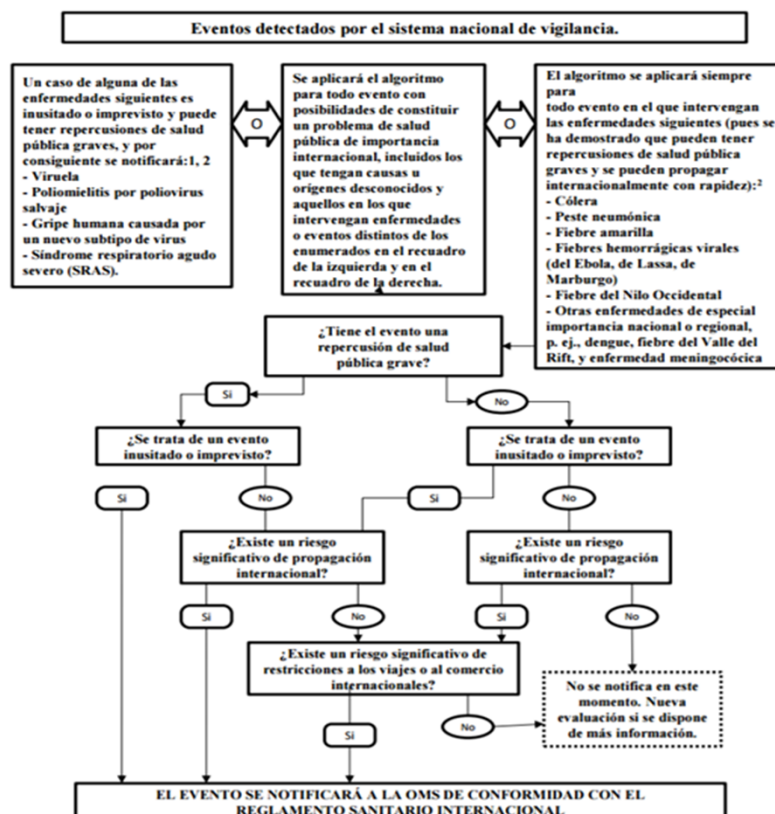 Eventos detectados por el sistema nacional de vigilancia.
Un caso de alguna de las
enfermedades siguientes es
inusitado o imprevisto y puede
tener repercusiones de salud
pública graves, y por
consiguiente se notificará:1, 2
- Viruela
- Poliomielitis por poliovirus
salvaje
- Gripe humana causada por
un nuevo subtipo de virus
- Síndrome respiratorio agudo
severo (SRAS).
O
Se aplicará el algoritmo
para todo evento con
posibilidades de constituir
un problema de salud
pública de importancia
internacional, incluidos los
que tengan causas u
orígenes desconocidos y
aquellos en los que
intervengan enfermedades
o eventos distintos de los
enumerados en el recuadro
de la izquierda y en el
recuadro de la derecha.
O
El algoritmo se aplicará siempre
para
todo evento en el que intervengan
las enfermedades siguientes (pues se
ha demostrado que pueden tener
repercusiones de salud pública
graves y se pueden propagar
internacionalmente con rapidez):2
- Cólera
- Peste neumónica
- Fiebre amarilla
- Fiebres hemorrágicas virales
(del Ebola, de Lassa, de
Marburgo)
- Fiebre del Nilo Occidental
- Otras enfermedades de especial
importancia nacional o regional,
p. ej., dengue, fiebre del Valle del
Rift, y enfermedad meningocócica
¿Tiene el evento una
repercusión de salud
pública grave?
Si
No
¿Se trata de un evento
inusitado o imprevisto?
¿Se trata de un evento
inusitado o imprevisto?
Si
No
Si
No
¿Existe un riesgo
significativo de propagación
internacional?
¿Existe un riesgo
significativo de propagación
internacional?
Si
No
Si
No
¿Existe un riesgo significativo de
restricciones a los viajes o al comercio
internacionales?
No se notifica en este
momento. Nueva
evaluación si se dispone
de más información.
Si
No
EL EVENTO SE NOTIFICARÁ A LA OMS DE CONFORMIDAD CON EL
REGLAMENTO SANITARIO INTERNACIONAL